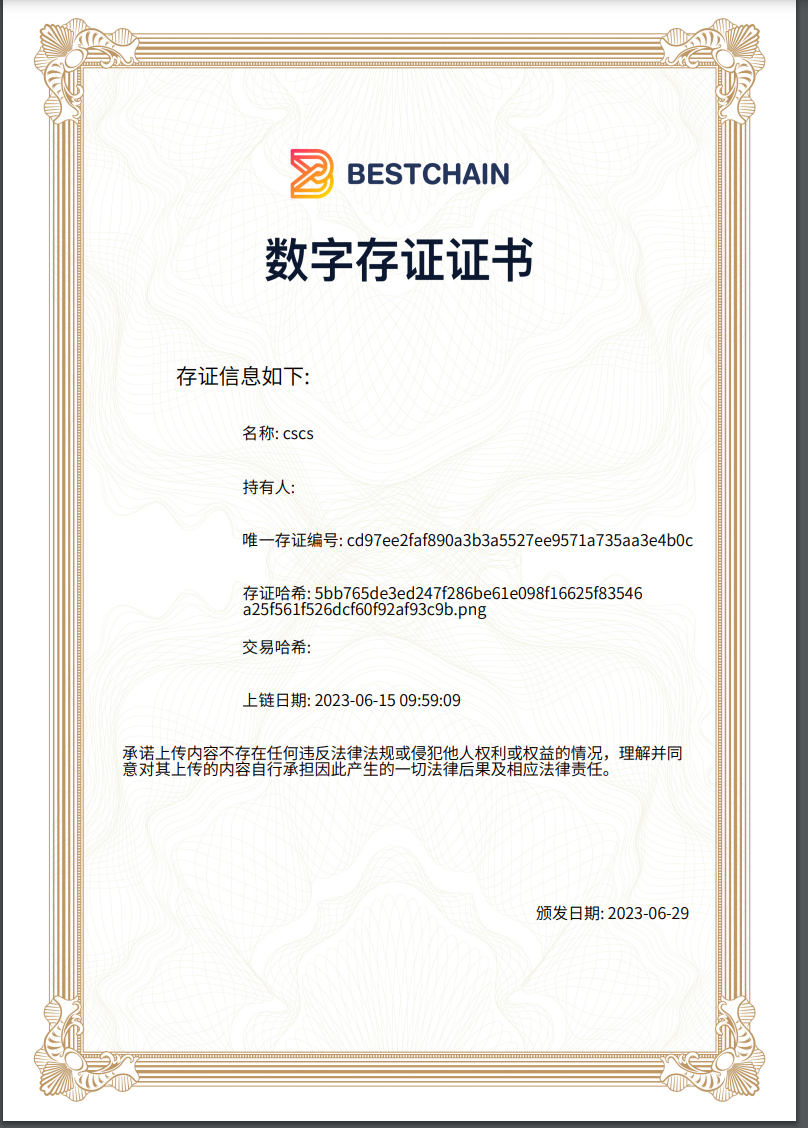 BESTCHAIN
数字存证证书
存证信息如下:
名称: cscs
持有人:
唯一存证编号: cd97ee2faf890a3b3a5527ee9571a735aa3e4b0c
存证哈希: 5bb765de3ed247f286be61e098f16625f83546
a25f561f526dcf60f92af93c9b.png
交易哈希:
上链日期: 2023-06-15 09:59:09
承诺上传内容不存在任何违反法律法规或侵犯他人权利或权益的情况，理解并同
意对其上传的内容自行承担因此产生的一切法律后果及相应法律责任。
颁发日期: 2023-06-29